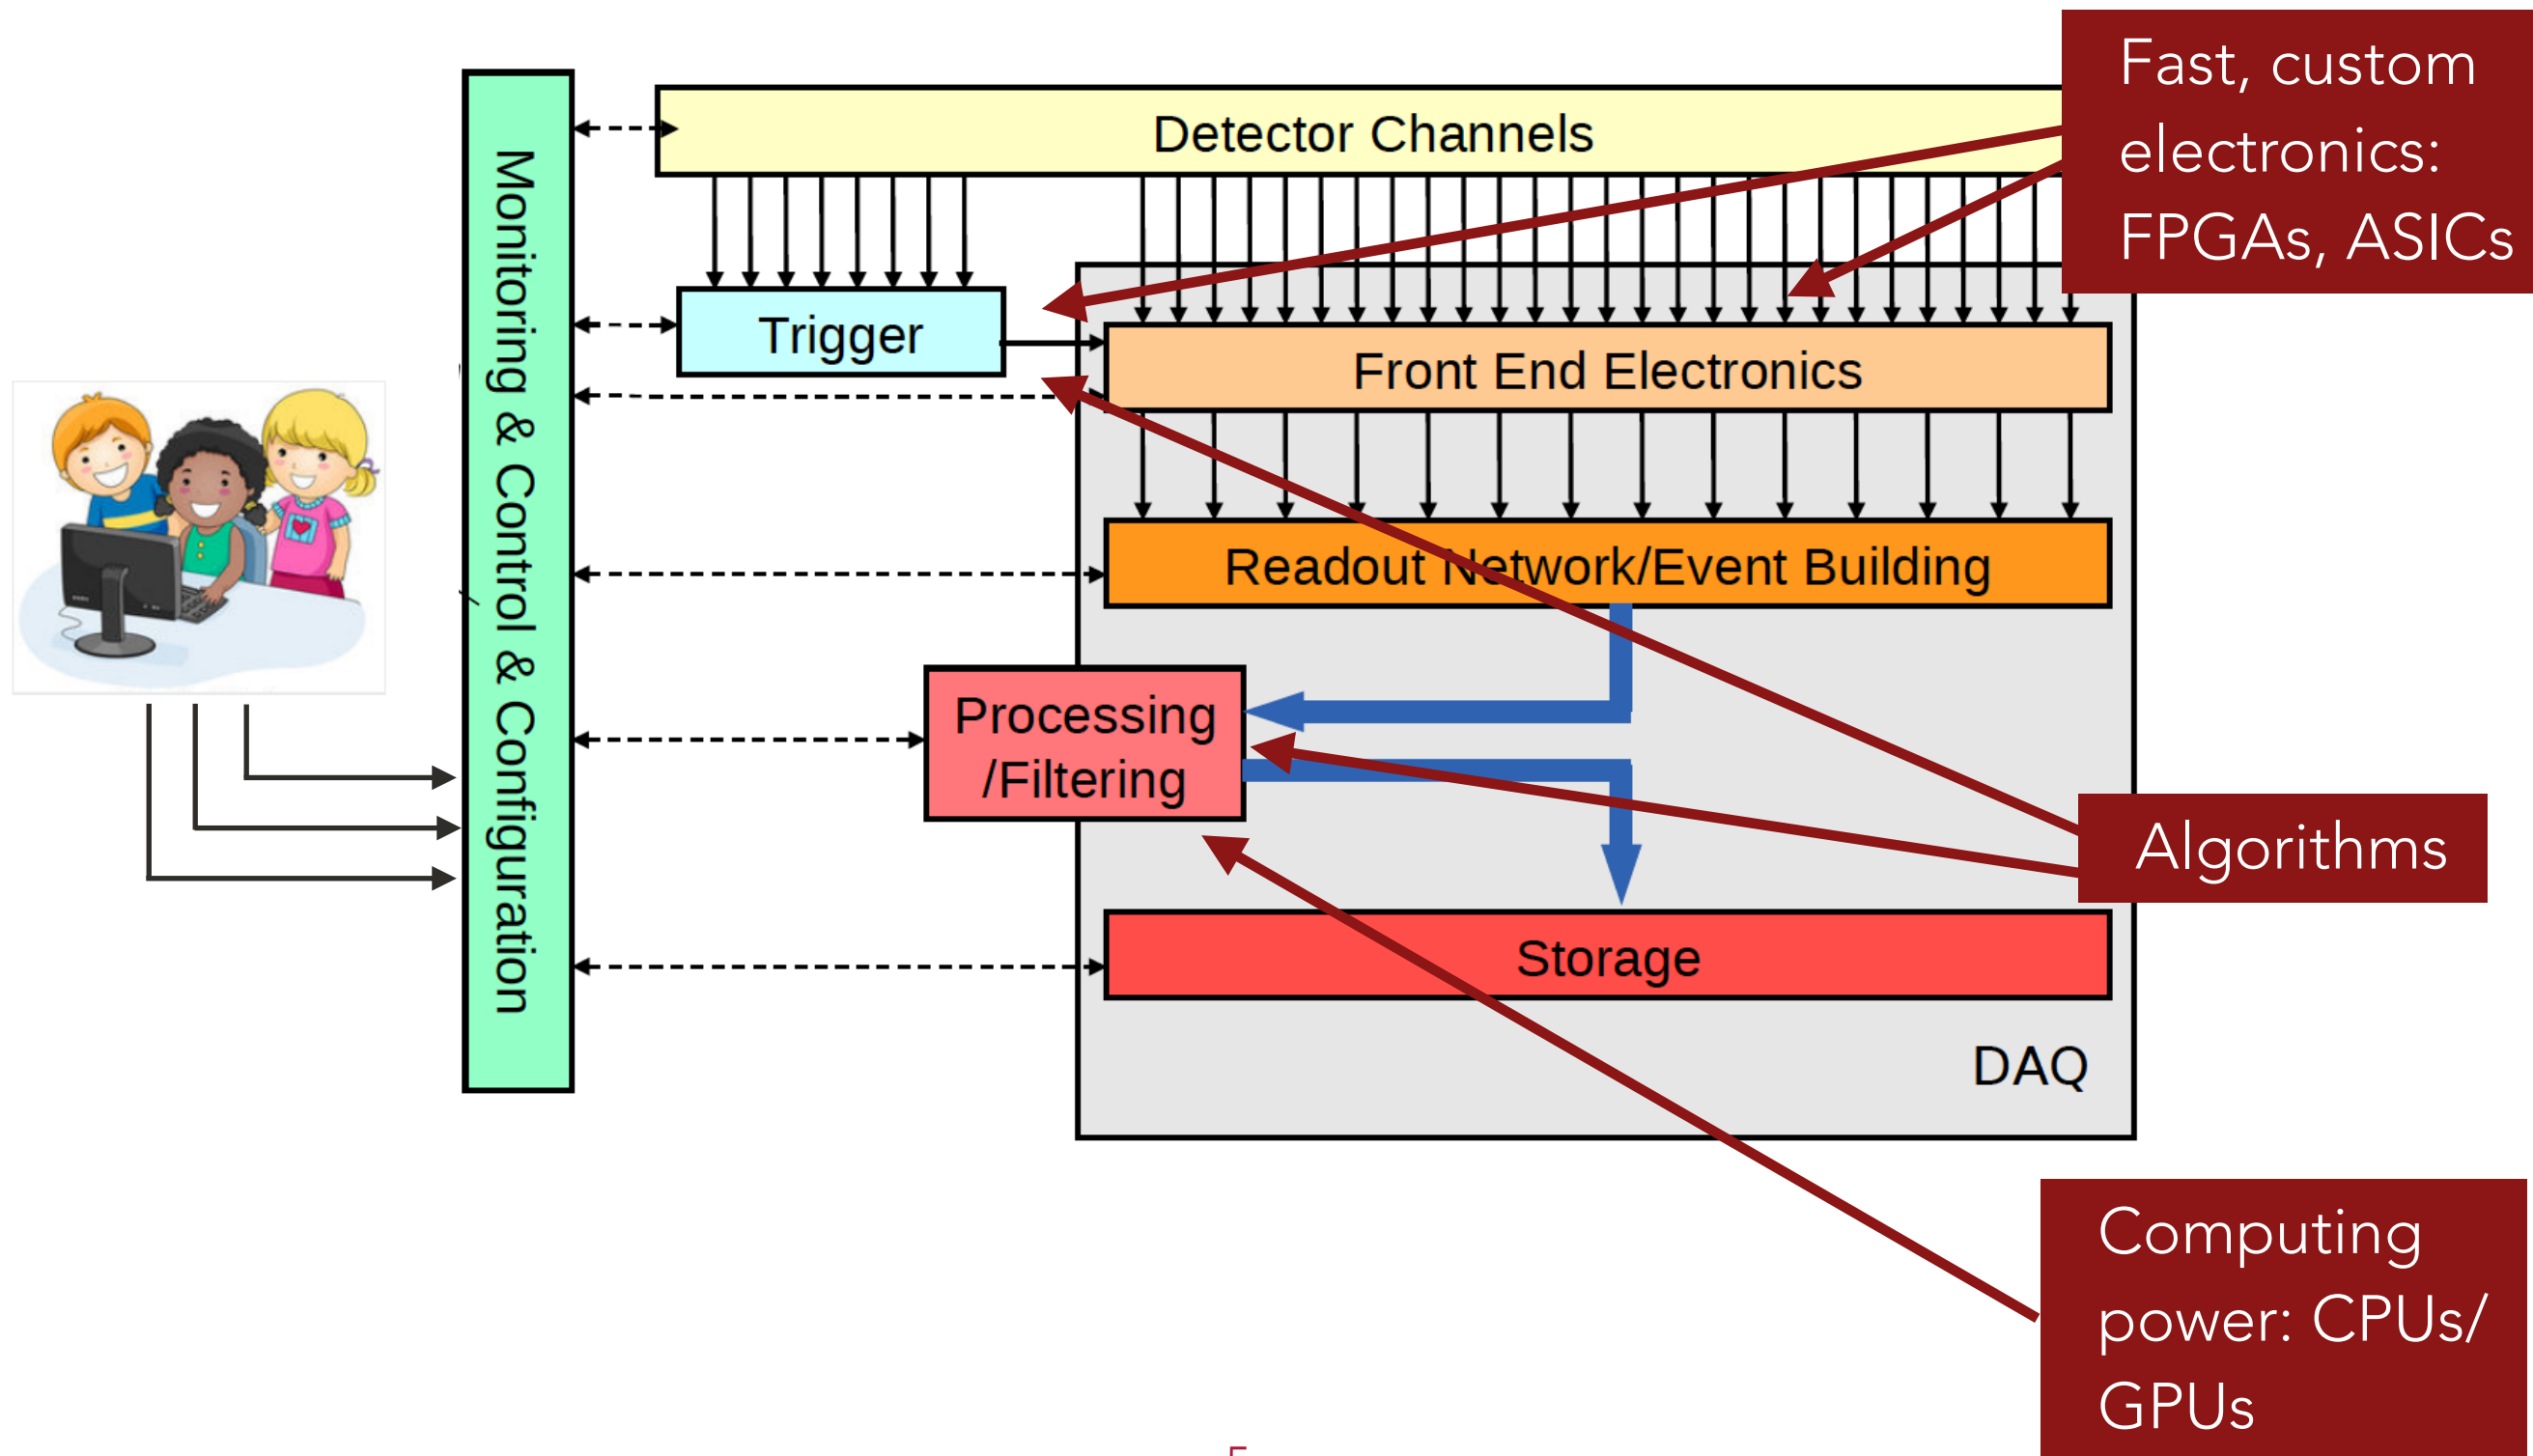 Fast, custom
electronics:
FPGAs, ASICs
Detector Channels
Monitoring & Control & Configuration
Trigger
Front End Electronics
Readout Network/Event Building
Processing
/Filtering
Algorithms
Storage
DAQ
Computing
power: CPUs/
GPUs